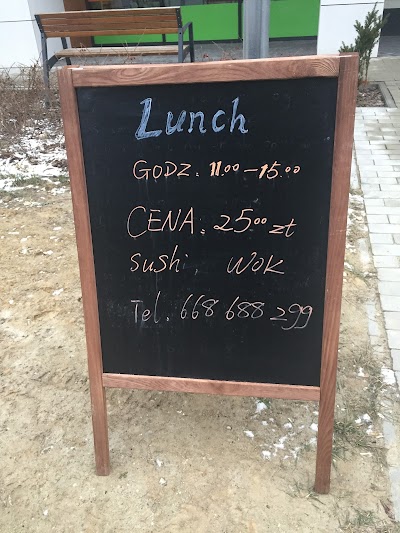 Lunch
GODZ. 11.00-15.00
CENA. 25.00 zł
sushi, WOK
Tel. 668 688 299